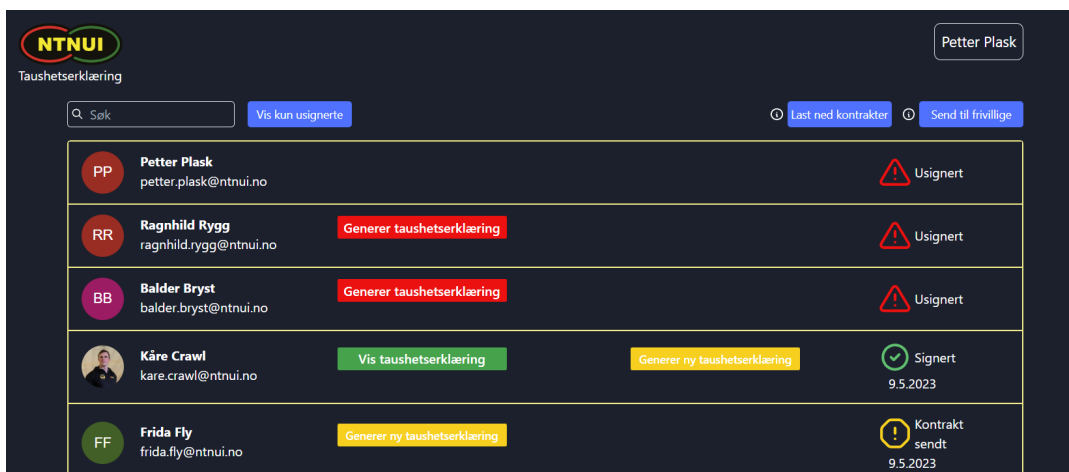 NTNUI
Petter Plask
Taushetserklæring
Søk
Vis kun usignerte
Last ned kontrakter
Send til frivillige
PP
Petter Plask
petter.plask@ntnui.no
Usignert
RR
Ragnhild Rygg
ragnhild.rygg@ntnui.no
Generer taushetserklæring
Usignert
BB
Balder Bryst
balder.bryst@ntnui.no
Generer taushetserklæring
Usignert
Kåre Crawl
kare.crawl@ntnui.no
Vis taushetserklæring
Generer ny taushetserklæring
Signert
9.5.2023
FF
Frida Fly
frida.fly@ntnui.no
Generer ny taushetserklæring
Kontrakt
sendt
9.5.2023